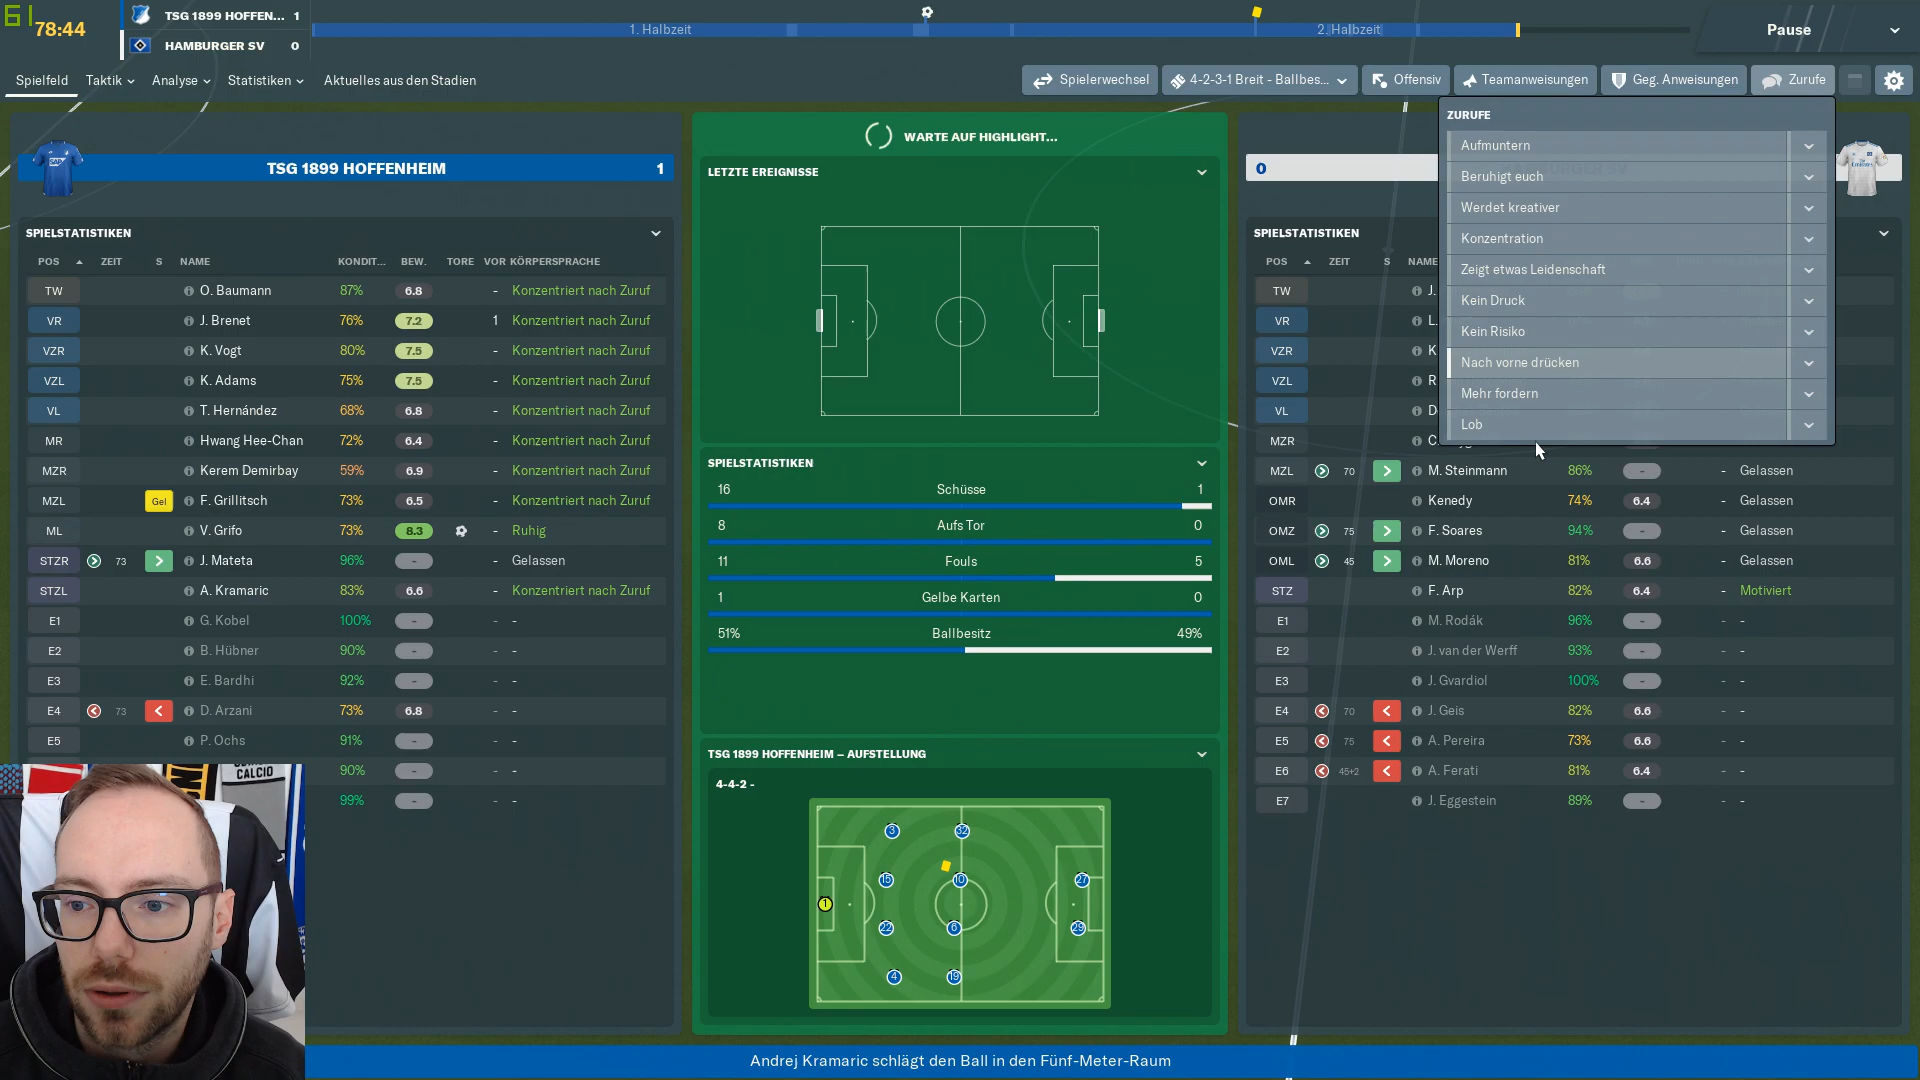 61
78:44
TSG 1899 HOFFEN... 1
HAMBURGER SV 0
1. Halbzeit
2. Halbzeit
Pause
Spielfeld
Taktik
Analyse
Statistiken
Aktuelles aus den Stadien
Spielerwechsel
4-2-3-1 Breit - Ballbes...
Offensiv
Teamanweisungen
Geg. Anweisungen
Zurufe
ZURUFE
Aufmuntern
Beruhigt euch
Werdet kreativer
Konzentration
Zeigt etwas Leidenschaft
Kein Druck
Kein Risiko
Nach vorne drücken
Mehr fordern
Lob
SAP
TSG 1899 HOFFENHEIM 1
SPIELSTATISTIKEN
POS ZEIT S NAME KONDIT... BEW. TORE VOR KÖRPERSPRACHE
TW O. Baumann 87% 6.8 - Konzentriert nach Zuruf
VR J. Brenet 76% 7.2 1 Konzentriert nach Zuruf
VZR K. Vogt 80% 7.5 - Konzentriert nach Zuruf
VZL K. Adams 75% 7.5 - Konzentriert nach Zuruf
VL T. Hernández 68% 6.8 - Konzentriert nach Zuruf
MR Hwang Hee-Chan 72% 6.4 - Konzentriert nach Zuruf
MZR Kerem Demirbay 59% 6.9 - Konzentriert nach Zuruf
MZL Gel F. Grillitsch 73% 6.5 - Konzentriert nach Zuruf
ML V. Grifo 73% 8.3 - Ruhig
STZR 73 J. Mateta 96% - - Gelassen
STZL A. Kramaric 83% 6.6 - Konzentriert nach Zuruf
E1 G. Kobel 100% - - -
E2 B. Hübner 90% - - -
E3 E. Bardhi 92% - - -
E4 73 D. Arzani 73% 6.8 - -
E5 P. Ochs 91% - - -
90% - - -
99% - - -
CALCIO
WARTE AUF HIGHLIGHT...
LETZTE EREIGNISSE
SPIELSTATISTIKEN
16 Schüsse 1
8 Aufs Tor 0
11 Fouls 5
1 Gelbe Karten 0
51% Ballbesitz 49%
TSG 1899 HOFFENHEIM – AUFSTELLUNG
4-4-2 -
3 32
15 10 27
1
22 6 29
4 19
0
SPIELSTATISTIKEN
POS ZEIT S NAME
TW J.
VR L.
VZR K
VZL R
VL D
MZR C.
MZL 70 M. Steinmann 86% - - Gelassen
OMR Kenedy 74% 6.4 - Gelassen
OMZ 75 F. Soares 94% - - Gelassen
OML 45 M. Moreno 81% 6.6 - Gelassen
STZ F. Arp 82% 6.4 - Motiviert
E1 M. Rodák 96% - - -
E2 J. van der Werff 93% - - -
E3 J. Gvardiol 100% - - -
E4 70 J. Geis 82% 6.6 - -
E5 75 A. Pereira 73% 6.6 - -
E6 45+2 A. Ferati 81% 6.4 - -
E7 J. Eggestein 89% - - -
Andrej Kramaric schlägt den Ball in den Fünf-Meter-Raum